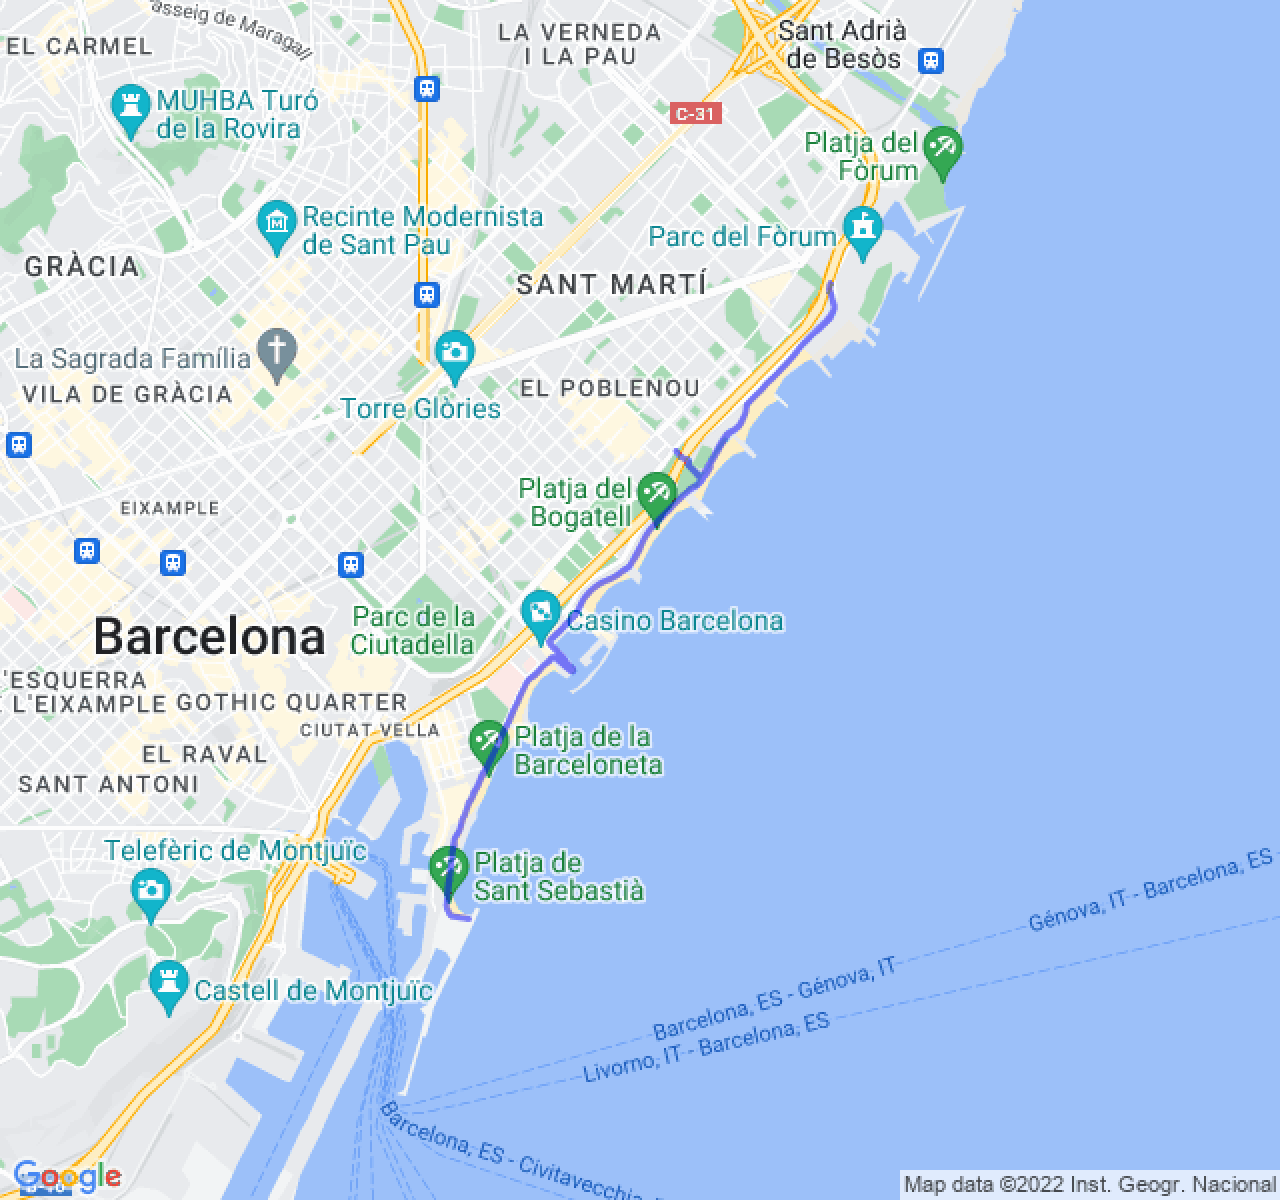 asseig de Maragall
EL CARMEL
LA VERNEDA
I LA PAU
Sant Adrià
de Besòs
MUHBA Turó
de la Rovira
C-31
Platja del
Fòrum
Recinte Modernista
de Sant Pau
Parc del Fòrum
GRÀCIA
SANT MARTÍ
La Sagrada Família
VILA DE GRÀCIA
EL POBLENOU
Torre Glòries
Platja del
Bogatell
EIXAMPLE
Parc de la
Ciutadella
Casino Barcelona
Barcelona
'ESQUERRA
L'EIXAMPLE
GOTHIC QUARTER
CIUTAT VELLA
EL RAVAL
Platja de la
Barceloneta
SANT ANTONI
Telefèric de Montjuïc
Platja de
Sant Sebastià
Génova, IT - Barcelona, ES
Castell de Montjuïc
Barcelona, ES - Génova, IT
Livorno, IT - Barcelona, ES
Barcelona, ES - Civitavecchia,
Google
Map data ©2022 Inst. Geogr. Nacional